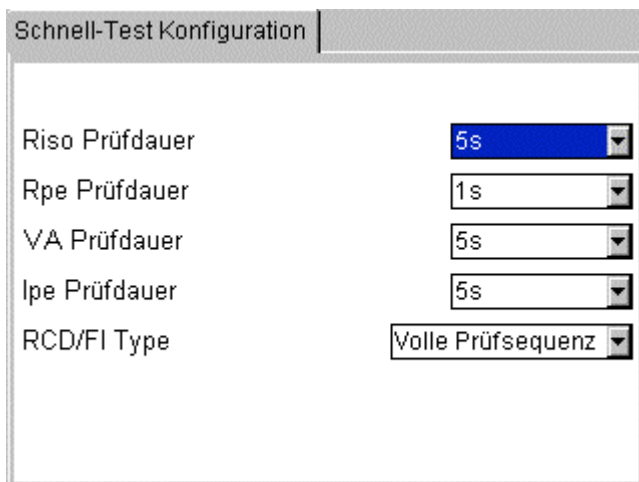 Schnell-Test Konfiguration
Riso Prüfdauer 5s
Rpe Prüfdauer 1s
VA Prüfdauer 5s
Ipe Prüfdauer 5s
RCD/FI Type Volle Prüfsequenz